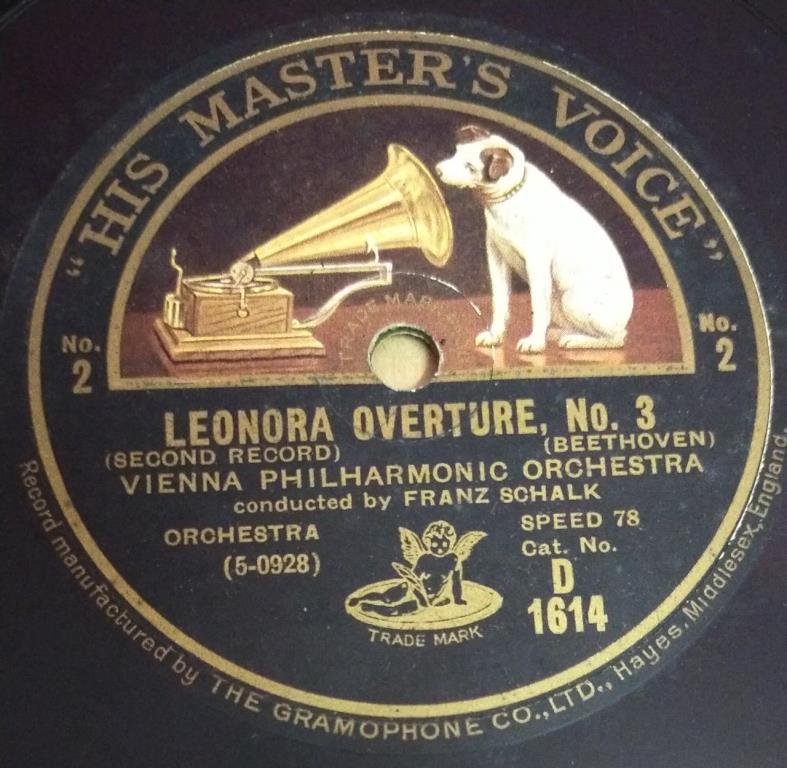 "HIS MASTER'S VOICE"
TRADE MARK
No. 2
No. 2
LEONORA OVERTURE, No. 3
(SECOND RECORD)
(BEETHOVEN)
VIENNA PHILHARMONIC ORCHESTRA
conducted by FRANZ SCHALK
ORCHESTRA
SPEED 78
(5-0928)
Cat. No.
D
1614
TRADE MARK
Record manufactured by THE GRAMOPHONE CO., LTD., Hayes, Middlesex, England.